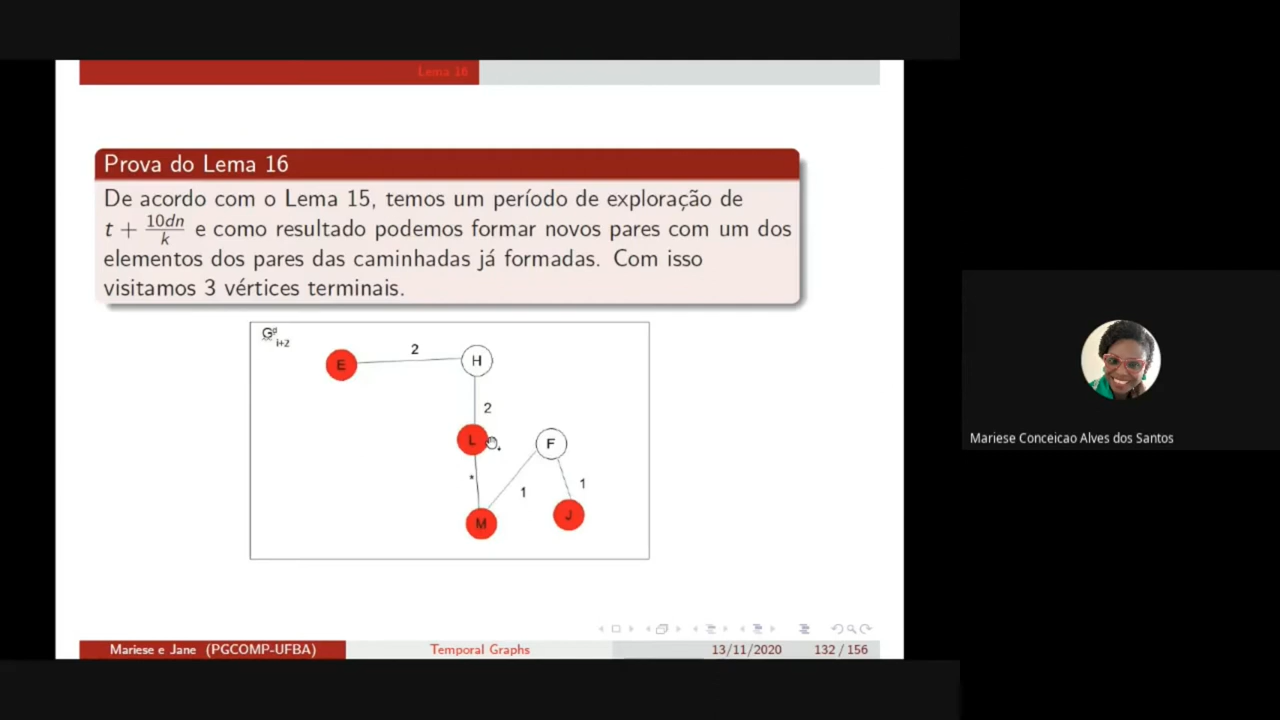 Lema 16
Prova do Lema 16
De acordo com o Lema 15, temos um período de exploração de
t + 10dn/k e como resultado podemos formar novos pares com um dos
elementos dos pares das caminhadas já formadas. Com isso
visitamos 3 vértices terminais.
G^d_{i+2}
E
2
H
2
L
F
*
1
1
M
J
Mariese Conceicao Alves dos Santos
Mariese e Jane (PGCOMP-UFBA)
Temporal Graphs
13/11/2020
132 / 156